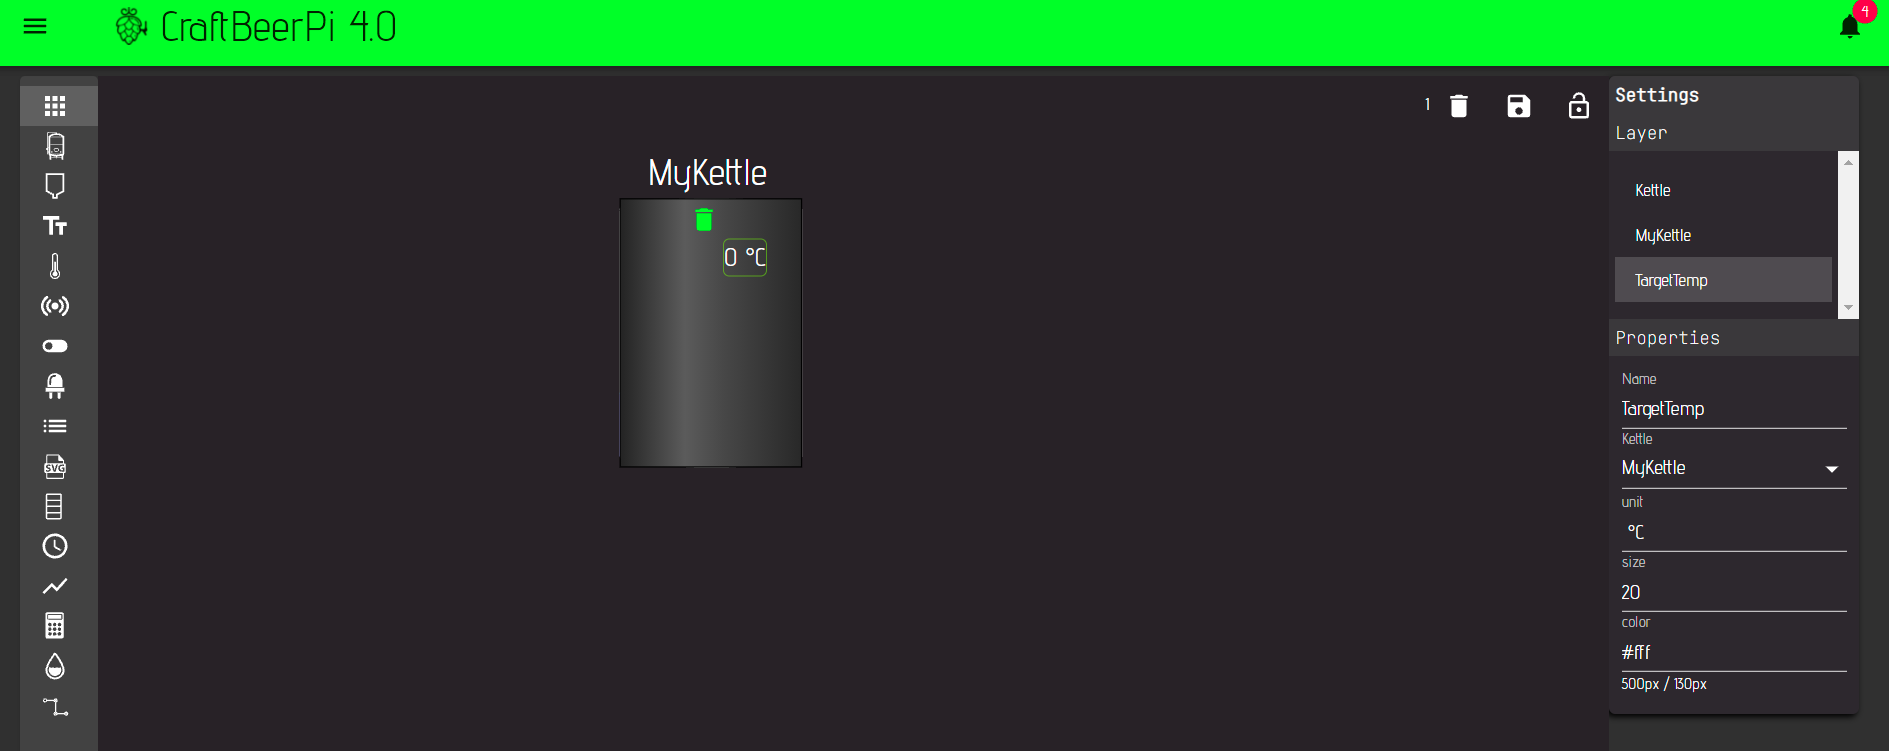 CraftBeerPi 4.0
4
1
MyKettle
0 °C
SVG
Settings
Layer
Kettle
MyKettle
TargetTemp
Properties
Name
TargetTemp
Kettle
MyKettle
unit
°C
size
20
color
#fff
500px / 130px